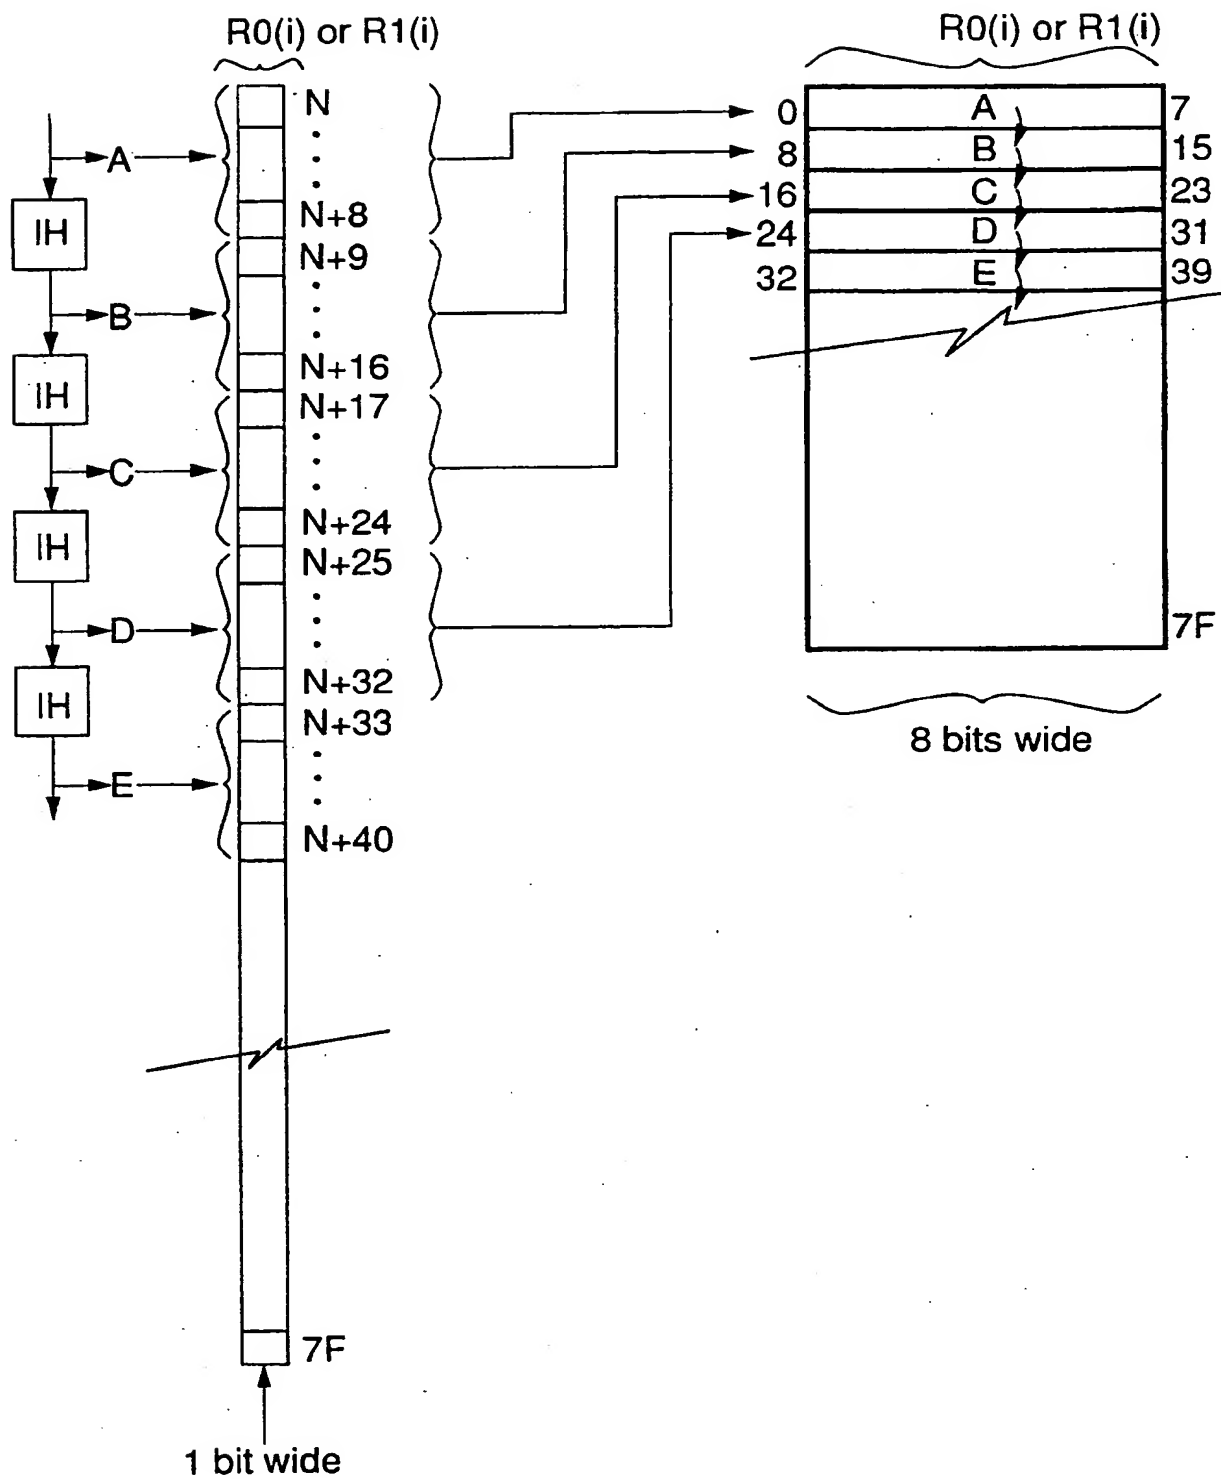 R0(i) or R1(i)
N
A
N+8
IH
N+9
B
N+16
IH
N+17
C
N+24
IH
N+25
D
N+32
IH
N+33
E
N+40
7F
1 bit wide
R0(i) or R1(i)
0 A 7
8 B 15
16 C 23
24 D 31
32 E 39
7F
8 bits wide